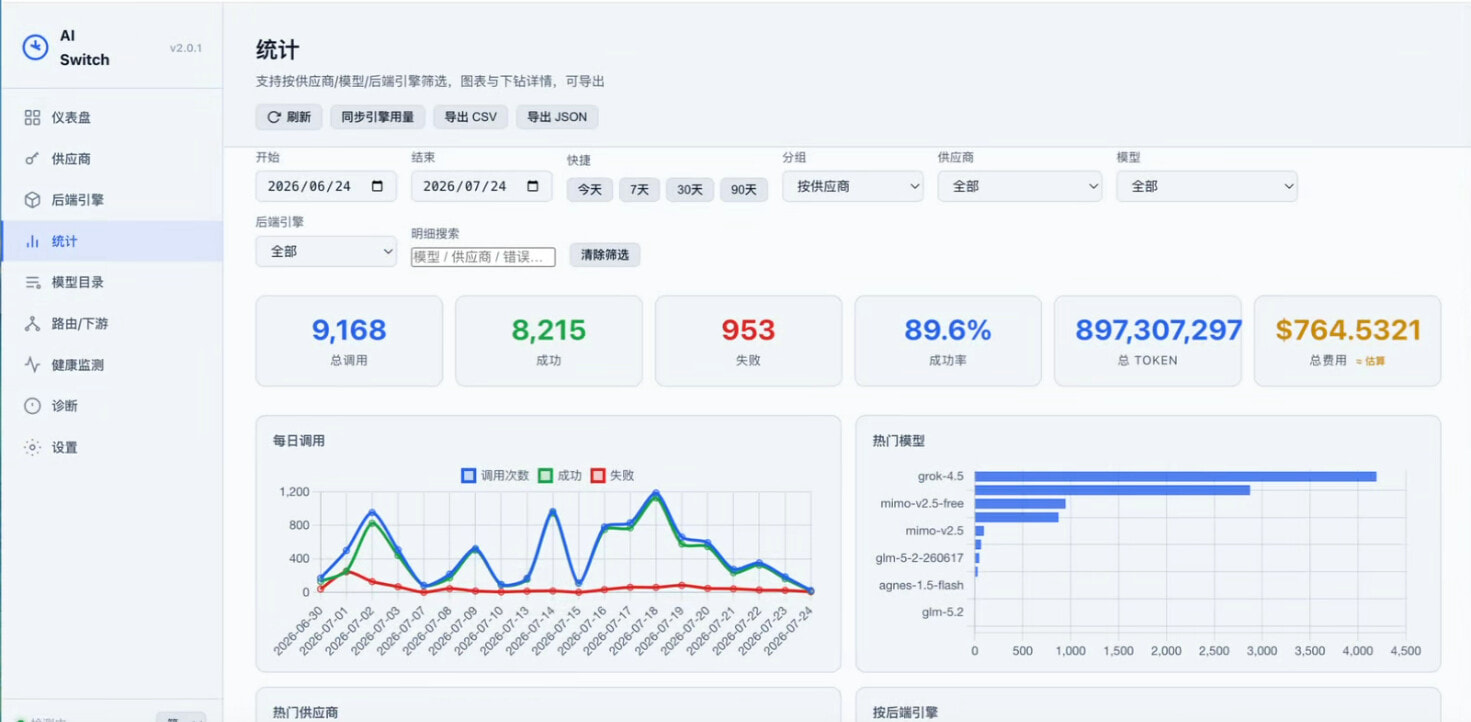 AI
Switch
v2.0.1
仪表盘
供应商
后端引擎
统计
模型目录
路由/下游
健康监测
诊断
设置
统计
支持按供应商/模型/后端引擎筛选，图表与下钻详情，可导出
刷新 同步引擎用量 导出 CSV 导出 JSON
开始 结束 快捷 分组 供应商 模型
2026/06/24 2026/07/24 今天 7天 30天 90天 按供应商 全部 全部
后端引擎 明细搜索
全部 模型 / 供应商 / 错误... 清除筛选
9,168 8,215 953 89.6% 897,307,297 $764.5321
总调用 成功 失败 成功率 总 TOKEN 总费用 ≈ 估算
每日调用
调用次数 成功 失败
1,200
800
400
0
2026-06-30 2026-07-01 2026-07-02 2026-07-03 2026-07-07 2026-07-08 2026-07-09 2026-07-10 2026-07-13 2026-07-14 2026-07-15 2026-07-16 2026-07-17 2026-07-18 2026-07-19 2026-07-20 2026-07-21 2026-07-22 2026-07-23 2026-07-24
热门模型
grok-4.5
mimo-v2.5-free
mimo-v2.5
glm-5-2-260617
agnes-1.5-flash
glm-5.2
0 500 1,000 1,500 2,000 2,500 3,000 3,500 4,000 4,500
热门供应商
按后端引擎